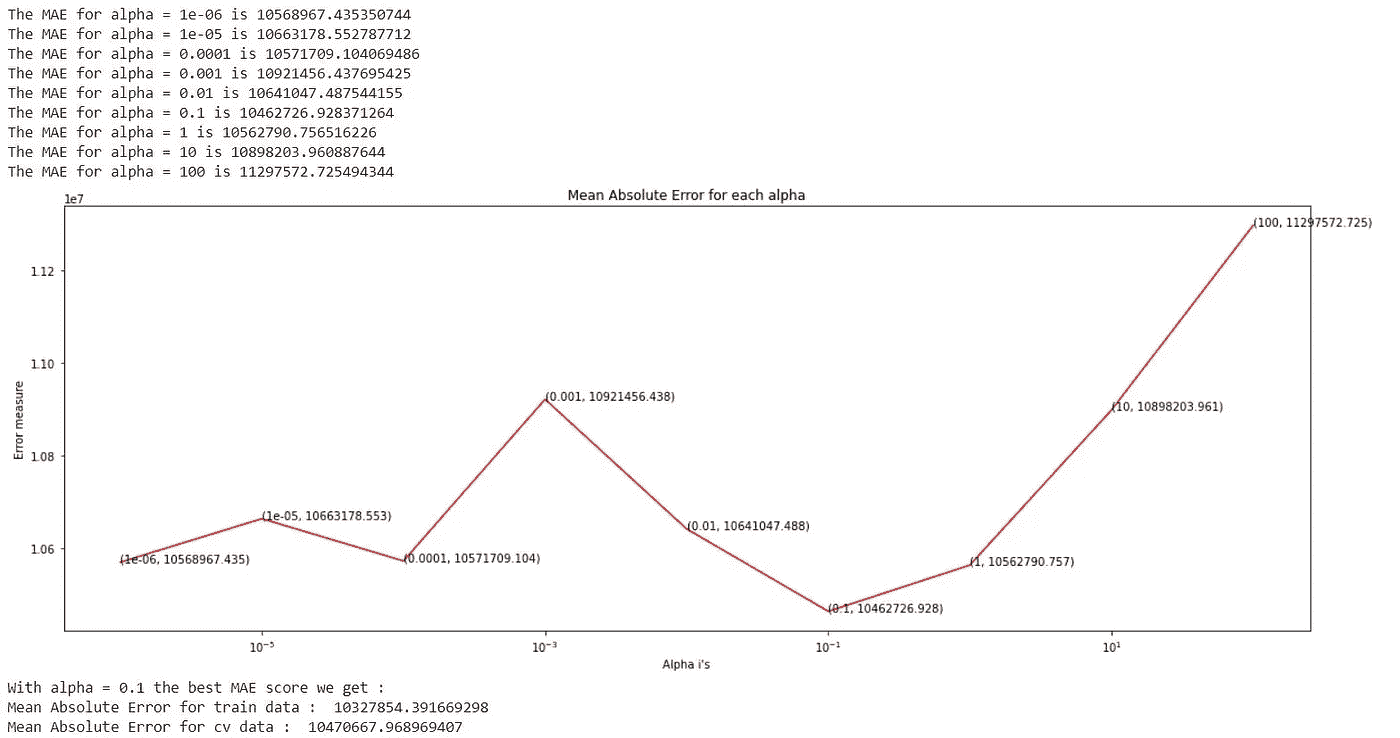 The MAE for alpha = 1e-06 is 10568967.435350744
The MAE for alpha = 1e-05 is 10663178.552787712
The MAE for alpha = 0.0001 is 10571709.104069486
The MAE for alpha = 0.001 is 10921456.437695425
The MAE for alpha = 0.01 is 10641047.487544155
The MAE for alpha = 0.1 is 10462726.928371264
The MAE for alpha = 1 is 10562790.756516226
The MAE for alpha = 10 is 10898203.960887644
The MAE for alpha = 100 is 11297572.725494344
Mean Absolute Error for each alpha
1e7
(100, 11297572.725)
1.12
1.10
(0.001, 10921456.438)
(10, 10898203.961)
Error measure
1.08
(1e-05, 10663178.553)
(0.01, 10641047.488)
1.06
(1e-06, 10568967.435)
(0.0001, 10571709.104)
(1, 10562790.757)
(0.1, 10462726.928)
10⁻⁵
10⁻³
10⁻¹
10¹
Alpha i's
With alpha = 0.1 the best MAE score we get :
Mean Absolute Error for train data :  10327854.391669298
Mean Absolute Error for cv data :  10470667.968969407